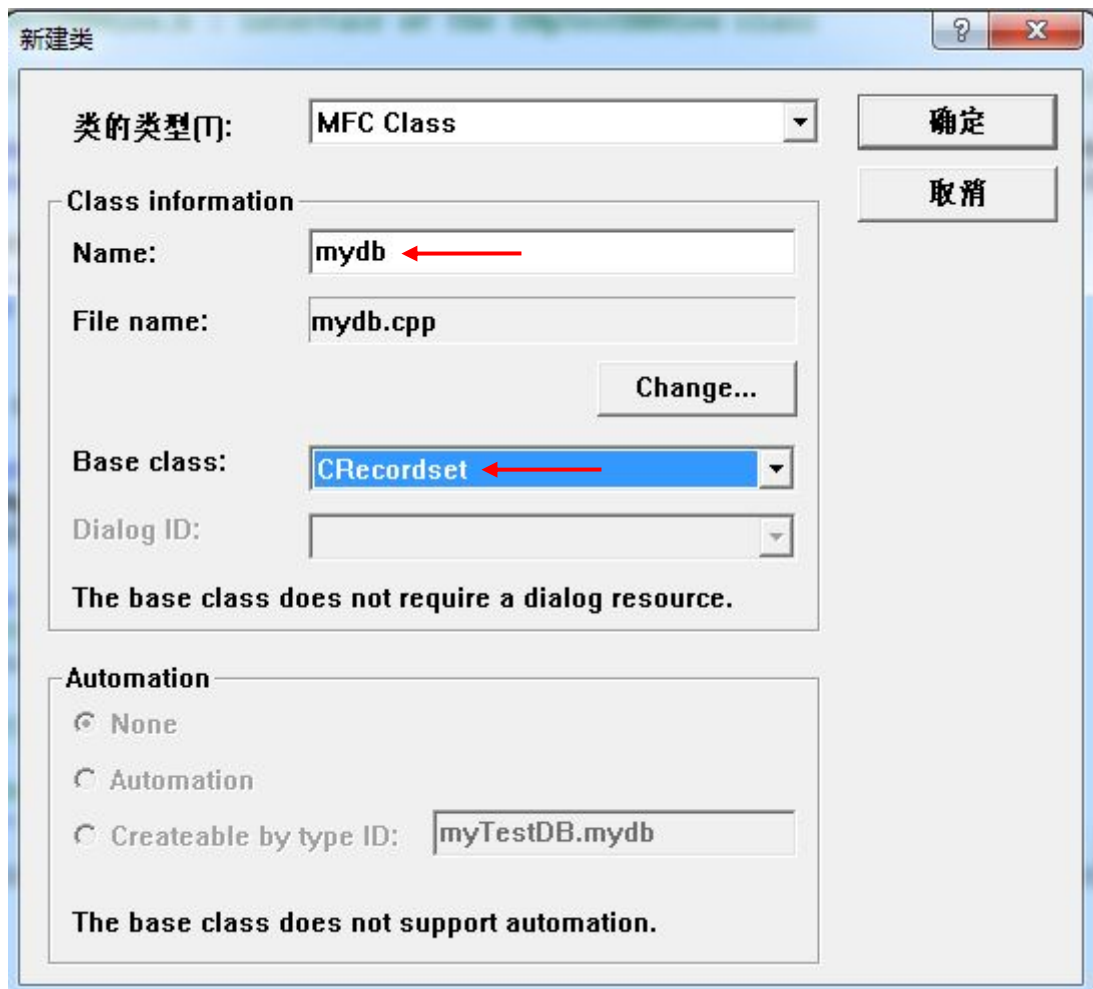 新建类
类的类型(T):
MFC Class
确定
取消
Class information
Name:
mydb
File name:
mydb.cpp
Change...
Base class:
CRecordset
Dialog ID:
The base class does not require a dialog resource.
Automation
None
Automation
Createable by type ID:
myTestDB.mydb
The base class does not support automation.